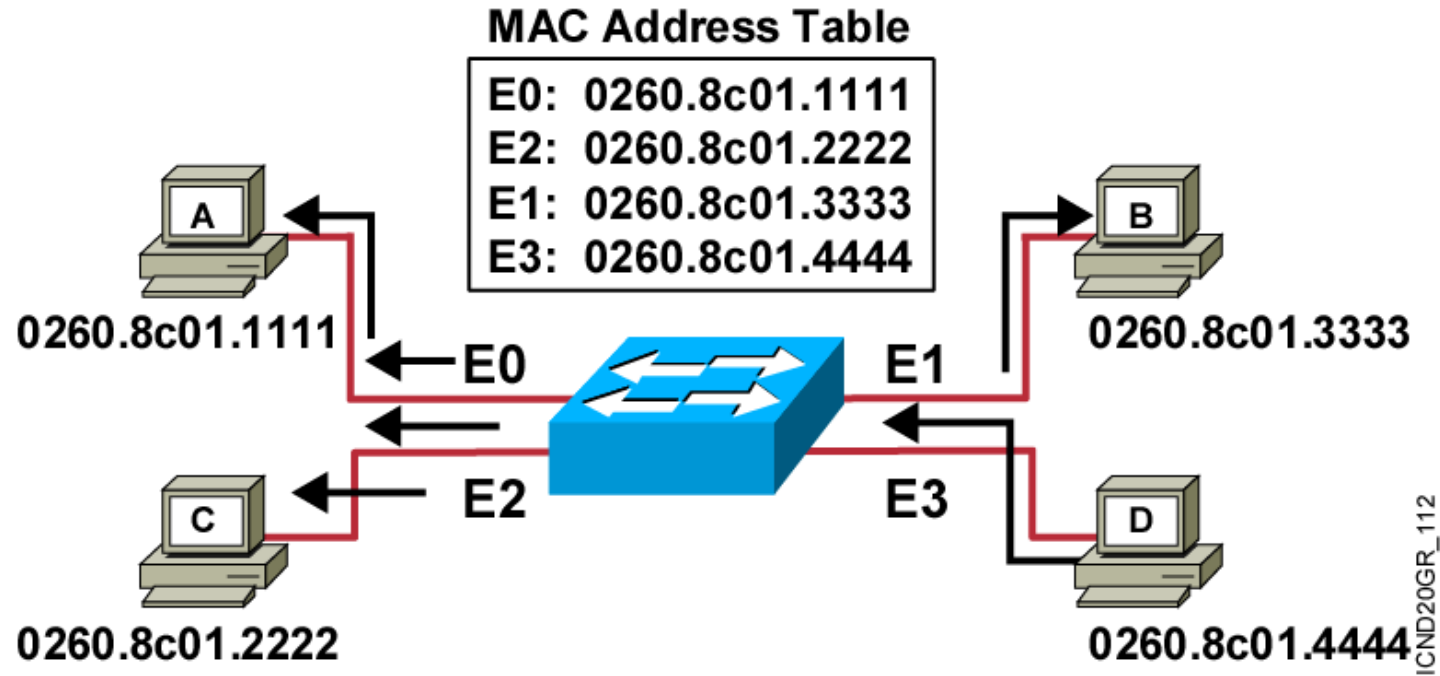 MAC Address Table
E0: 0260.8c01.1111
E2: 0260.8c01.2222
E1: 0260.8c01.3333
E3: 0260.8c01.4444
A
B
0260.8c01.1111
0260.8c01.3333
E0
E1
E2
E3
C
D
0260.8c01.2222
0260.8c01.4444
ICND20GR_112